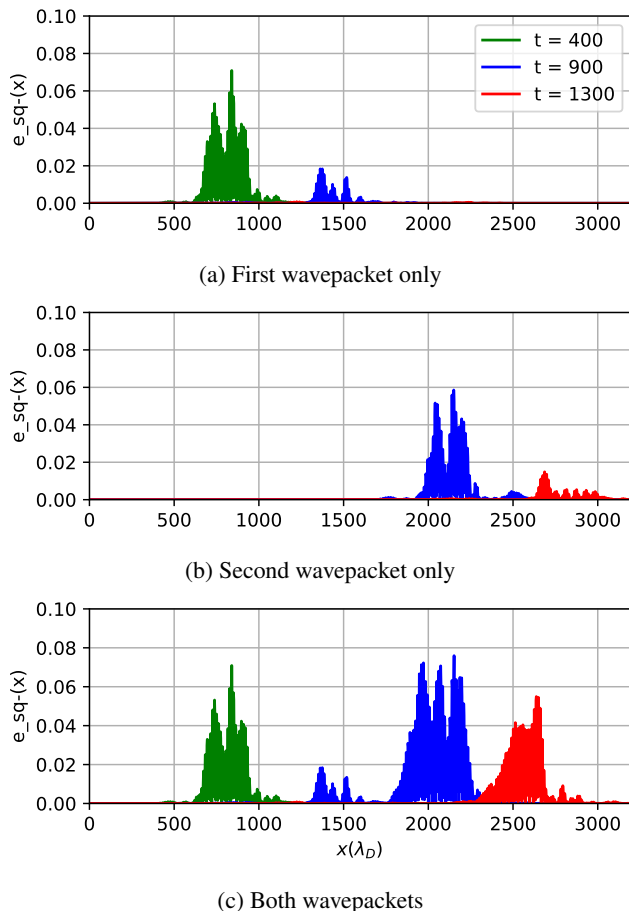 0.10
0.08
0.06
0.04
0.02
0.00
e_sq-(x)
t = 400
t = 900
t = 1300
0 500 1000 1500 2000 2500 3000
(a) First wavepacket only
0.10
0.08
0.06
0.04
0.02
0.00
e_sq-(x)
0 500 1000 1500 2000 2500 3000
(b) Second wavepacket only
0.10
0.08
0.06
0.04
0.02
0.00
e_sq-(x)
0 500 1000 1500 2000 2500 3000
x(λ_D)
(c) Both wavepackets